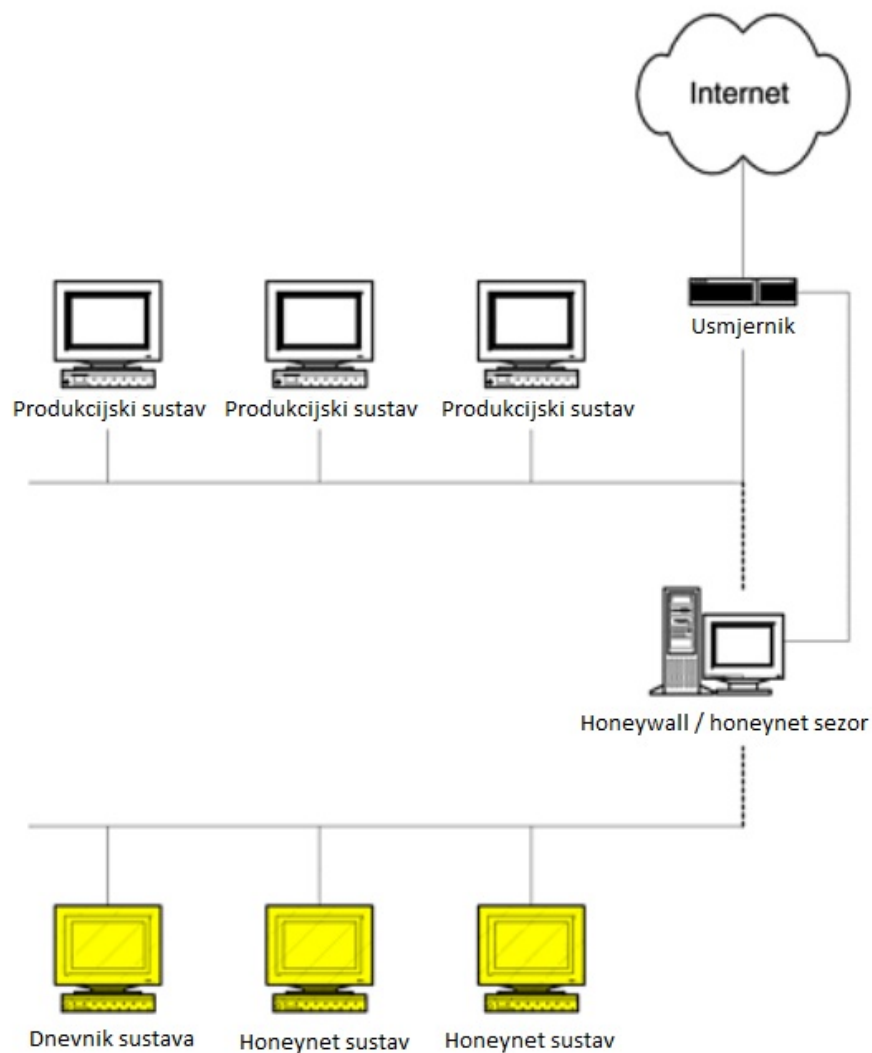 Internet
Usmjernik
Produkcijski sustav
Produkcijski sustav
Produkcijski sustav
Honeywall / honeynet sezor
Dnevnik sustava
Honeynet sustav
Honeynet sustav